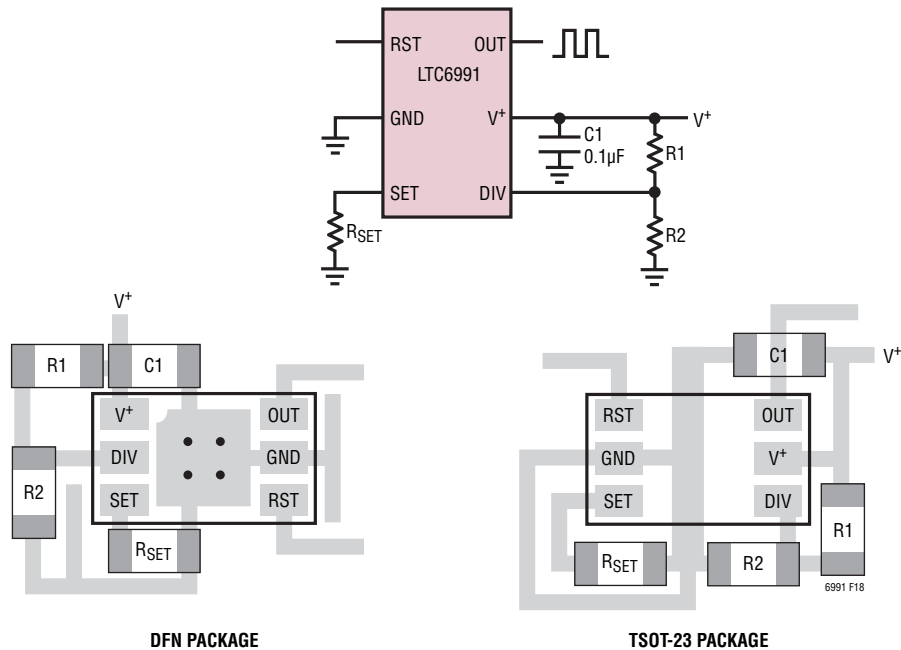 RST OUT
LTC6991
GND V+
V+
C1
0.1µF
R1
SET DIV
RSET
R2
V+
R1
C1
V+
OUT
DIV
GND
R2
SET
RST
RSET
DFN PACKAGE
C1
V+
RST
OUT
GND
V+
SET
DIV
R1
RSET
R2
6991 F18
TSOT-23 PACKAGE